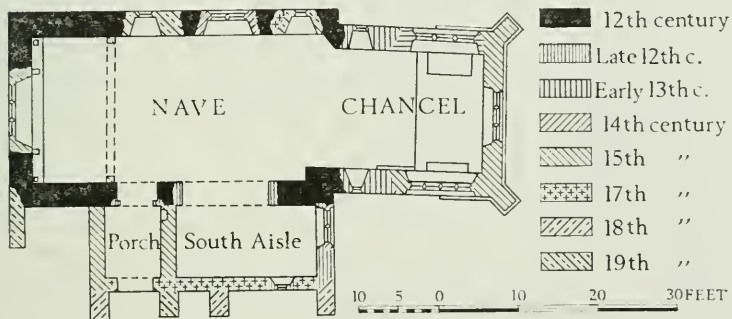 NAVE
CHANCEL
Porch
South Aisle
12th century
Late 12th c.
Early 13th c.
14th century
15th "
17th "
18th "
19th "
10 5 0 10 20 30 FEET